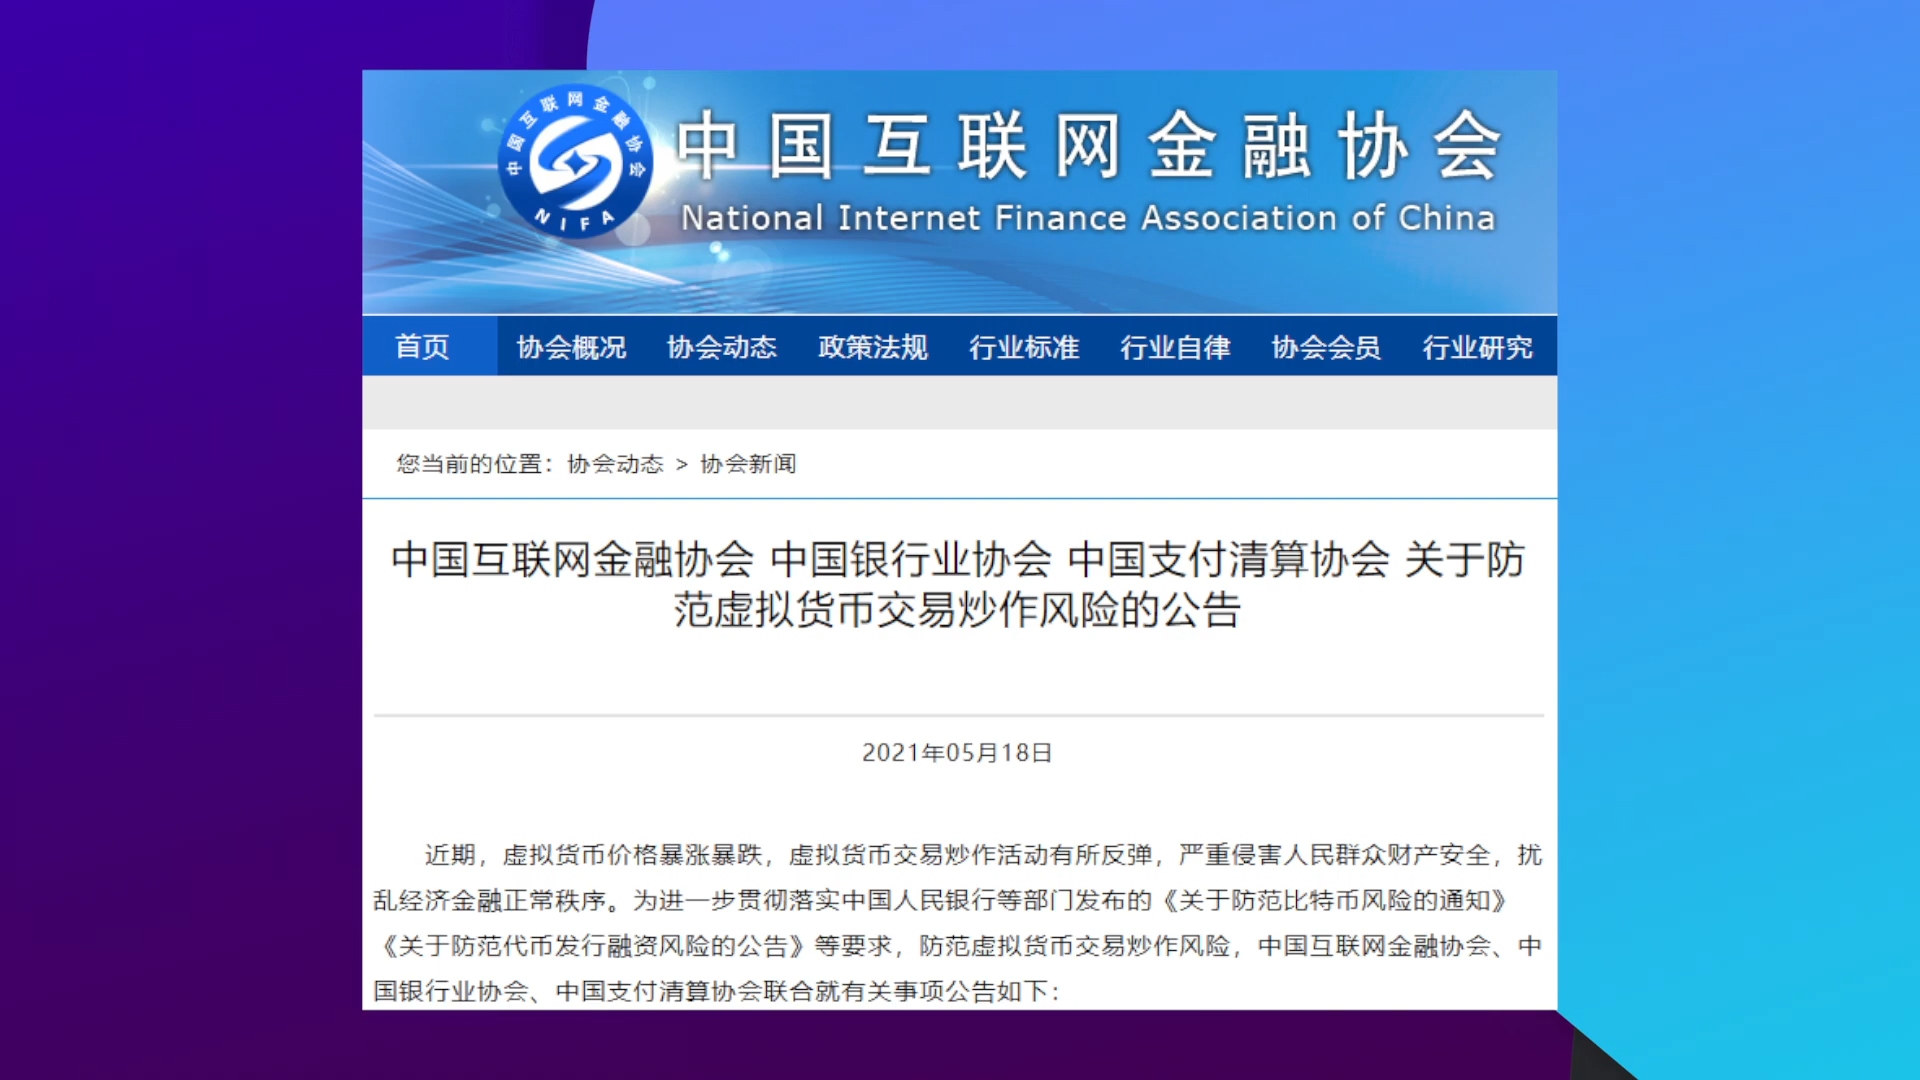 中国互联网金融协会
NIFA
中国互联网金融协会
National Internet Finance Association of China
首页 协会概况 协会动态 政策法规 行业标准 行业自律 协会会员 行业研究
您当前的位置：协会动态 > 协会新闻
中国互联网金融协会 中国银行业协会 中国支付清算协会 关于防
范虚拟货币交易炒作风险的公告
2021年05月18日
近期，虚拟货币价格暴涨暴跌，虚拟货币交易炒作活动有所反弹，严重侵害人民群众财产安全，扰
乱经济金融正常秩序。为进一步贯彻落实中国人民银行等部门发布的《关于防范比特币风险的通知》
《关于防范代币发行融资风险的公告》等要求，防范虚拟货币交易炒作风险，中国互联网金融协会、中
国银行业协会、中国支付清算协会联合就有关事项公告如下：